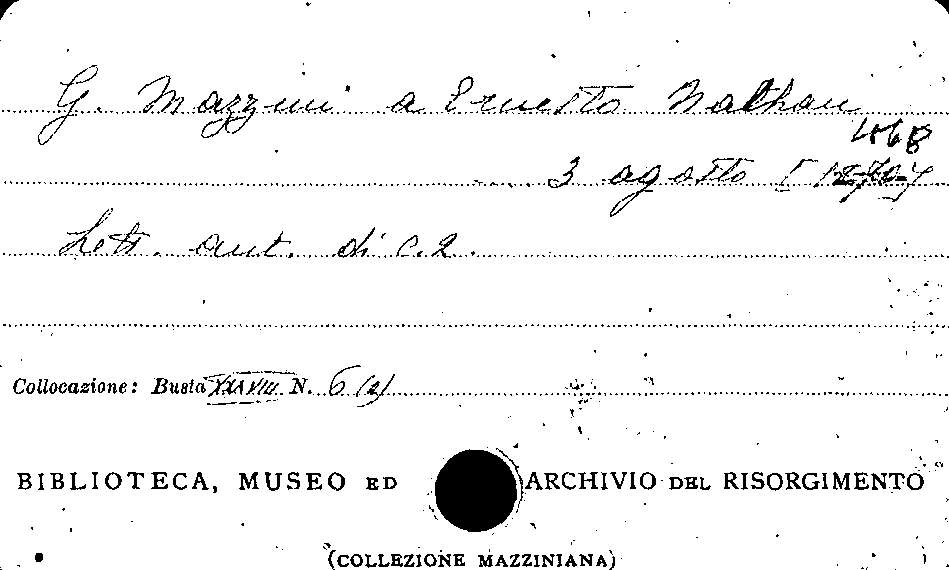 G. Mazzini a Ernesto Nathan
468
3 agosto [
Lett. aut. di c. 2.
Collocazione: Busta XXXVIII N. 6 (2)
BIBLIOTECA, MUSEO ED ARCHIVIO DEL RISORGIMENTO
(COLLEZIONE MAZZINIANA)